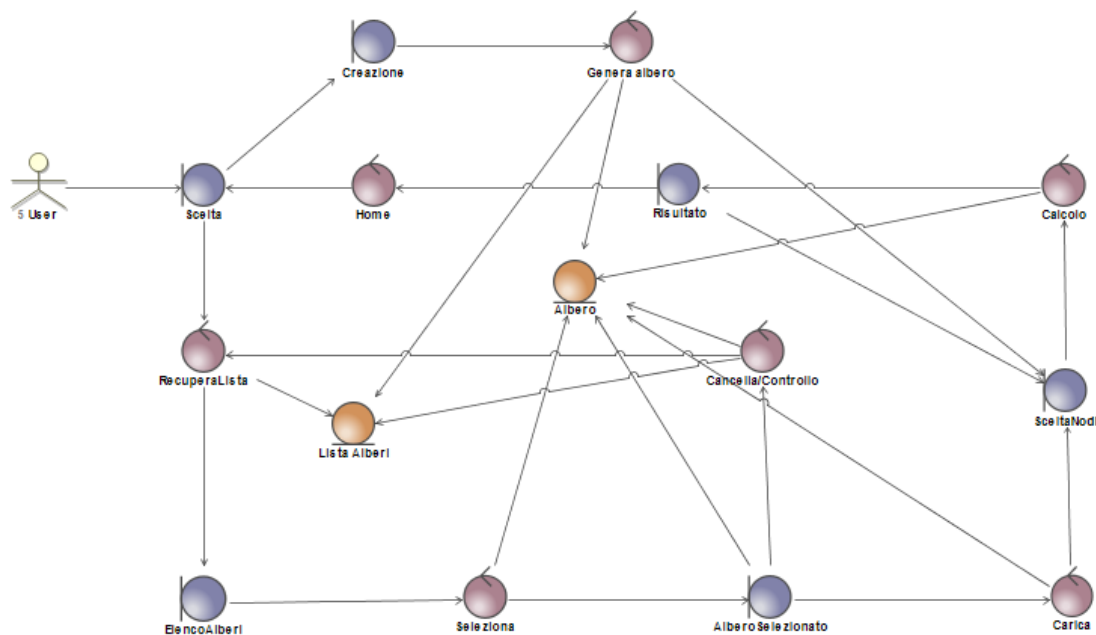 Creazione
Genera albero
5 User
Scelta
Home
Risultato
Calcolo
Albero
RecuperaLista
Cancella/Controllo
SceltaNodi
Lista Alberi
ElencoAlberi
Seleziona
AlberoSelezionato
Carica